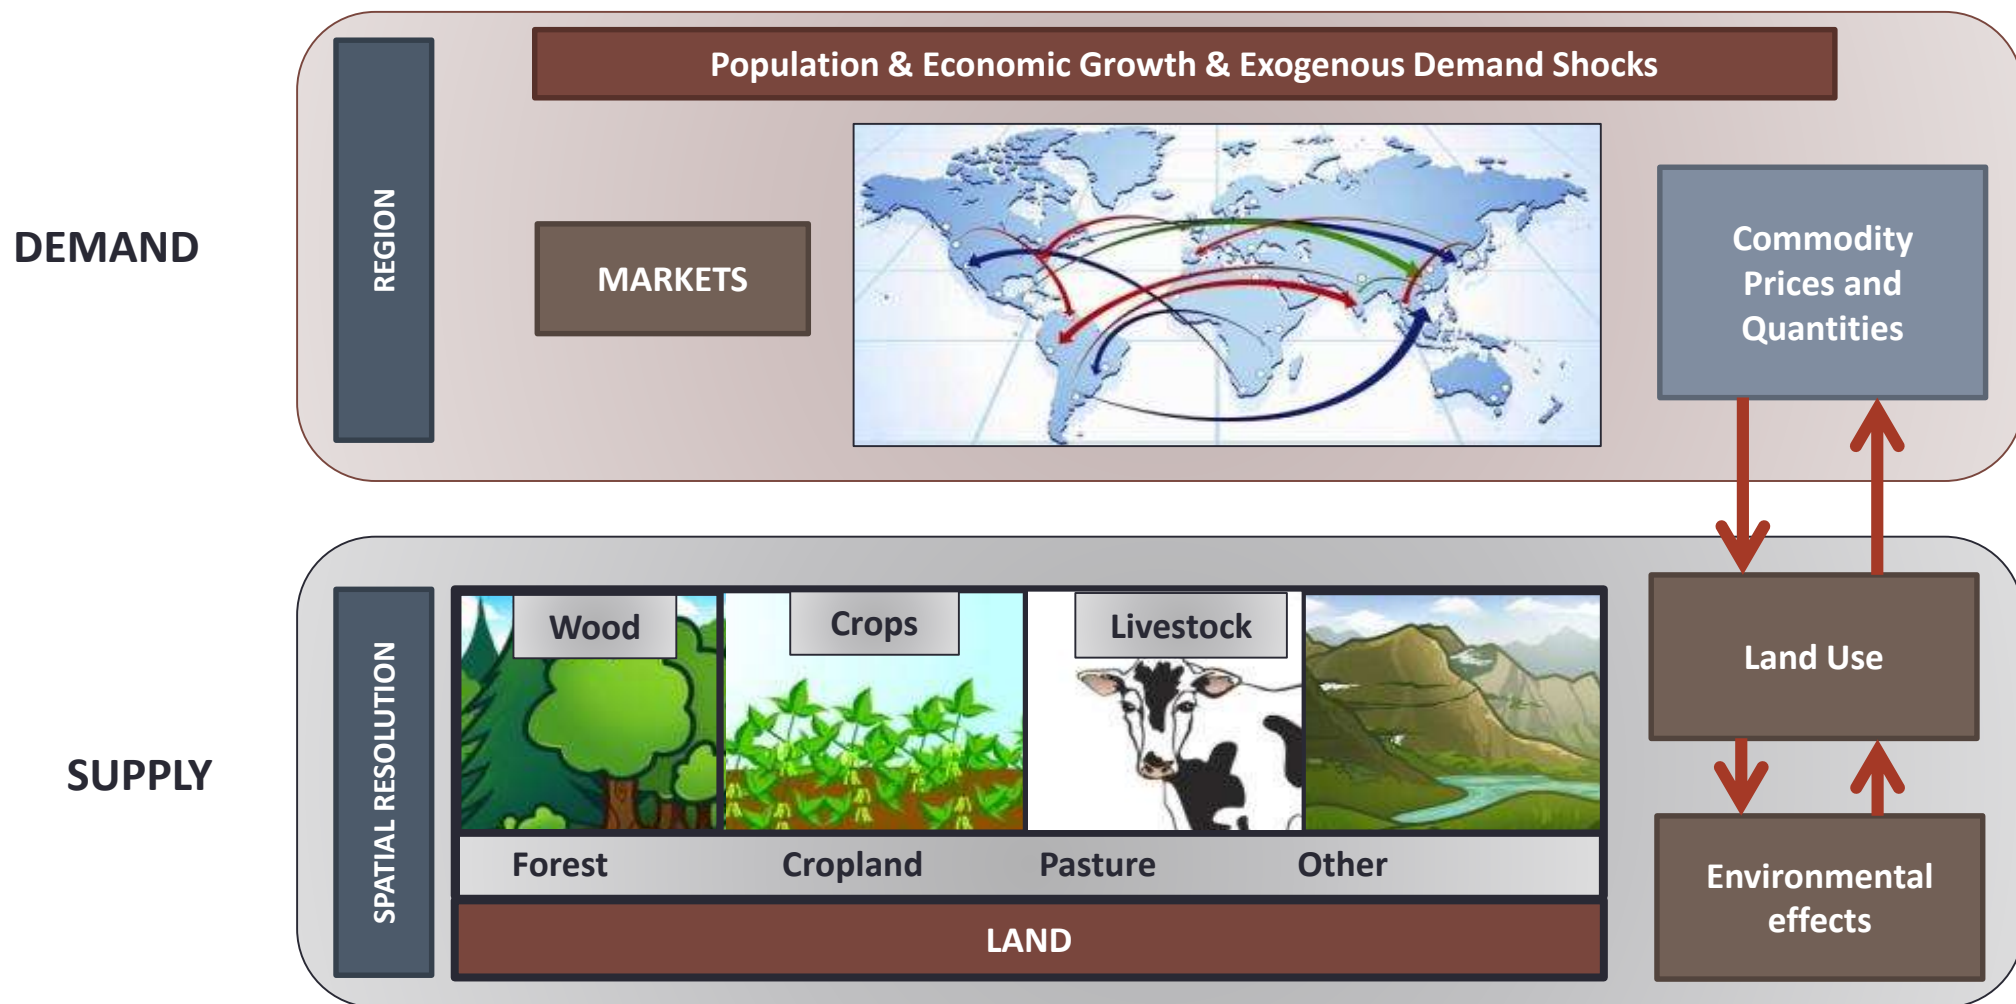 Population & Economic Growth & Exogenous Demand Shocks
DEMAND
REGION
MARKETS
Commodity
Prices and
Quantities
SUPPLY
SPATIAL RESOLUTION
Wood
Crops
Livestock
Land Use
Forest
Cropland
Pasture
Other
LAND
Environmental
effects